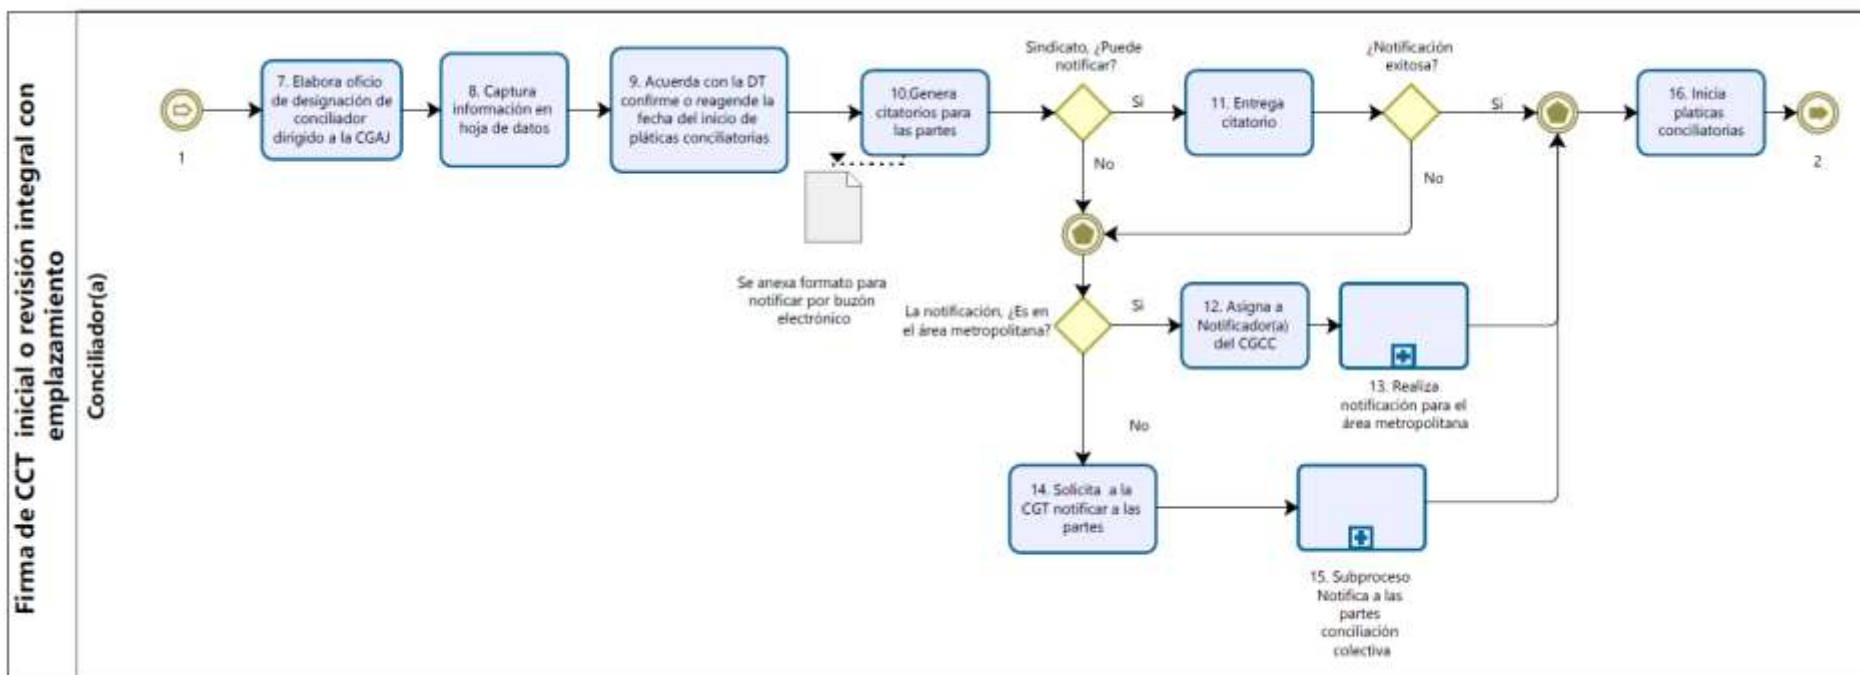 Firma de CCT inicial o revisión integral con
emplazamiento
Conciliador(a)
1
7. Elabora oficio
de designación de
conciliador
dirigido a la CGAJ
8. Captura
información en
hoja de datos
9. Acuerda con la DT
confirme o reagende la
fecha del inicio de
pláticas conciliatorias
10.Genera
citatorios para
las partes
Se anexa formato para
notificar por buzón
electrónico
Sindicato, ¿Puede
notificar?
Si
No
11. Entrega
citatorio
¿Notificación
exitosa?
Si
No
16. Inicia
platicas
conciliatorias
2
La notificación, ¿Es en
el área metropolitana?
Si
No
12. Asigna a
Notificador(a)
del CGCC
13. Realiza
notificación para el
área metropolitana
14. Solicita a la
CGT notificar a las
partes
15. Subproceso
Notifica a las
partes
conciliación
colectiva